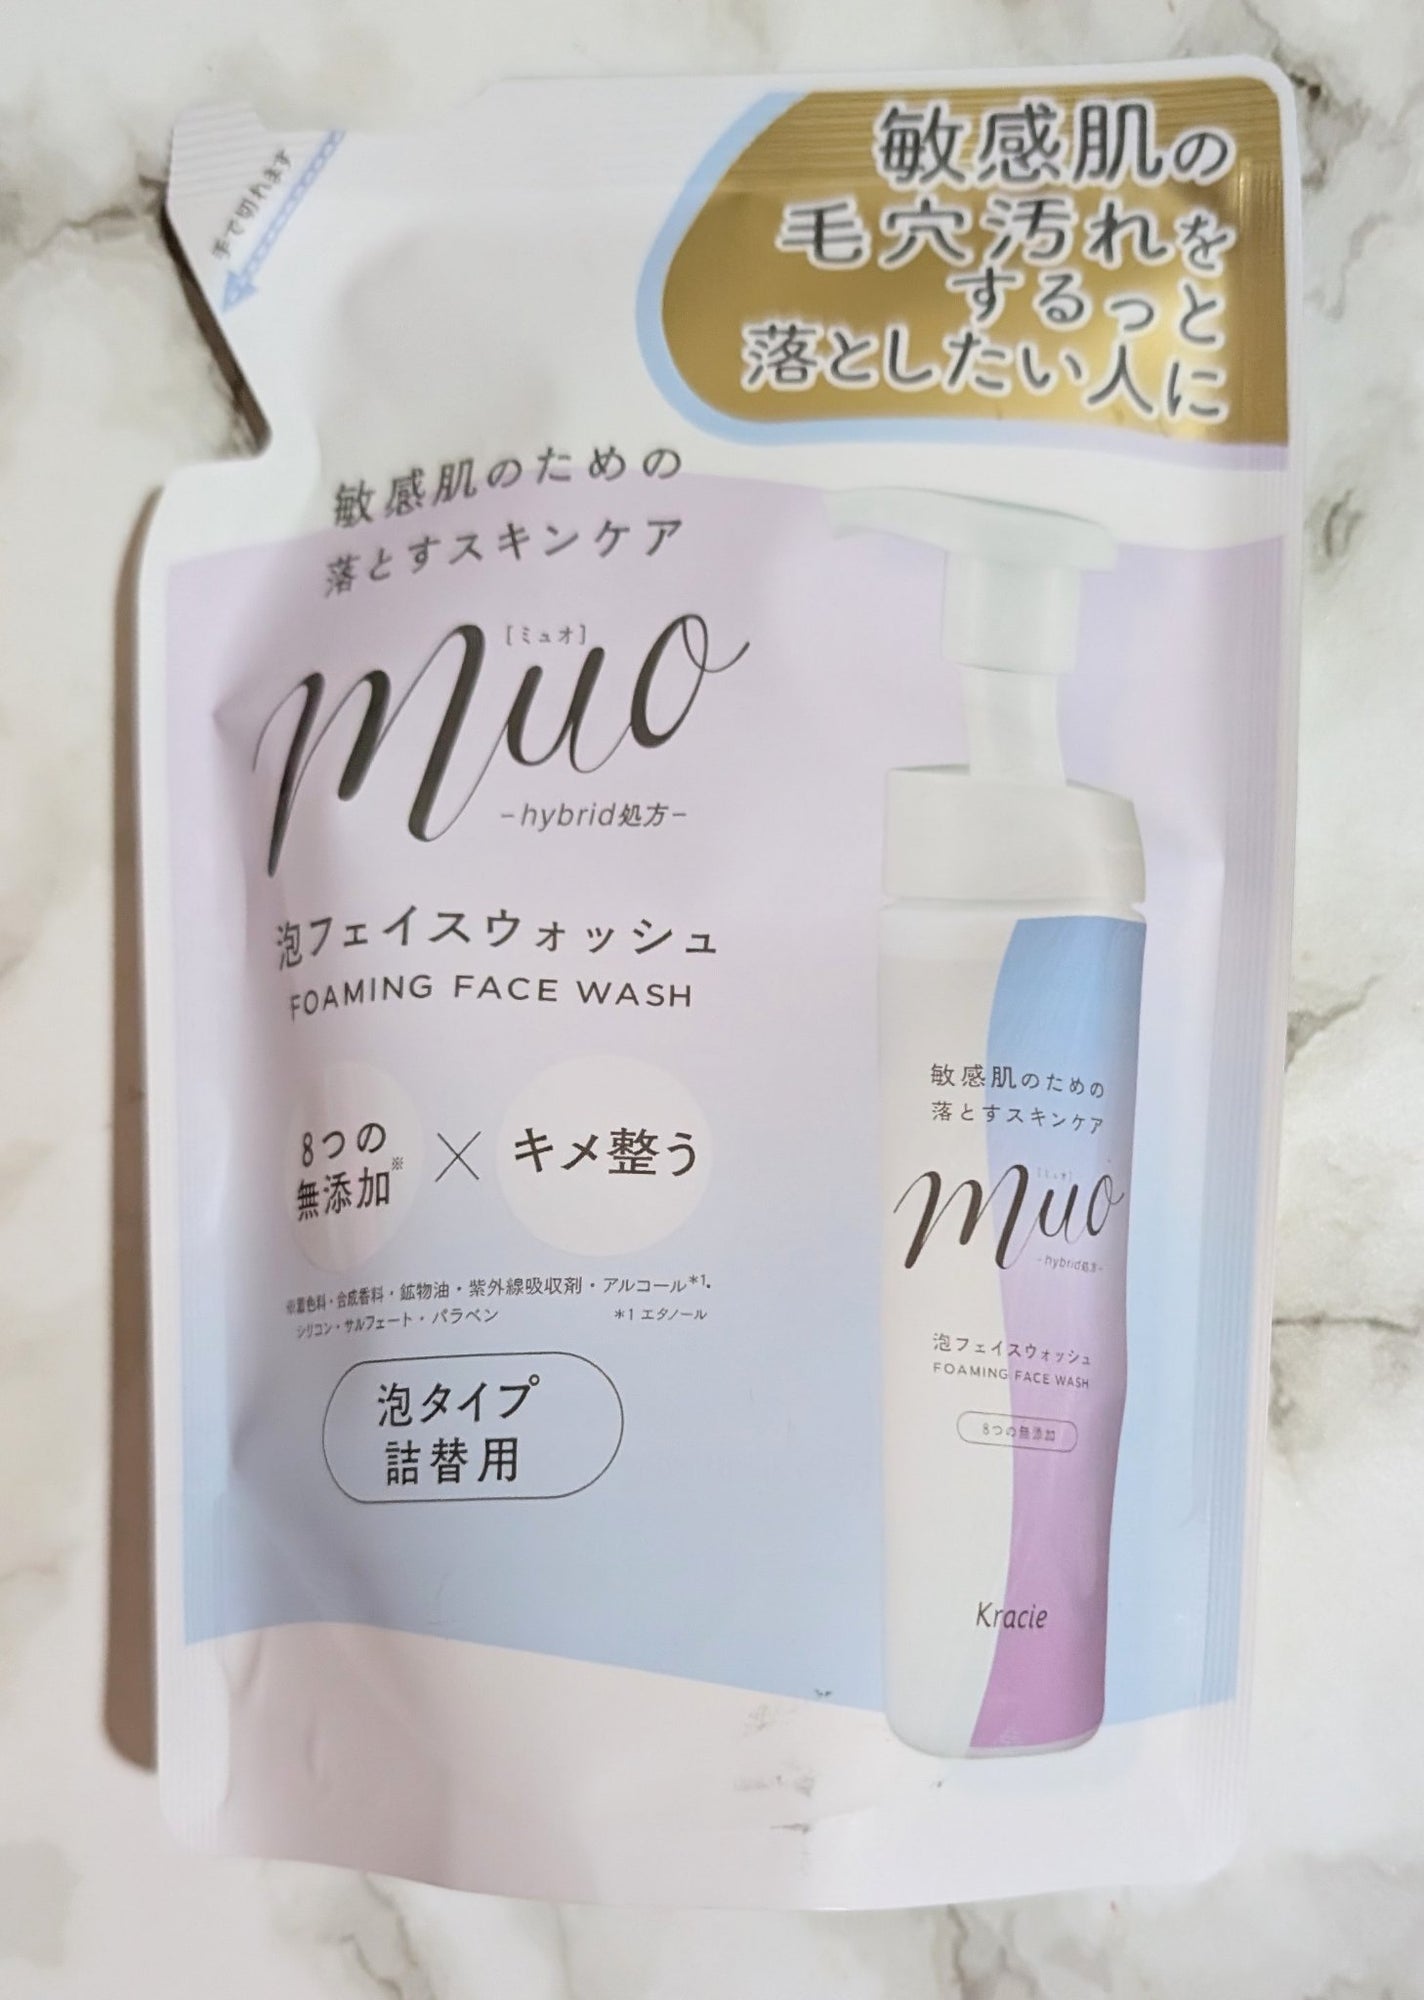 手で切れます
敏感肌の
毛穴汚れを
するっと
落としたい人に
敏感肌のための
落とすスキンケア
[ミュオ]
muo
-hybrid処方-
泡フェイスウォッシュ
FOAMING FACE WASH
8つの
無添加※
×
キメ整う
※着色料・合成香料・鉱物油・紫外線吸収剤・アルコール*1・
シリコン・サルフェート・パラベン
*1 エタノール
泡タイプ
詰替用
敏感肌のための
落とすスキンケア
[ミュオ]
muo
-hybrid処方-
泡フェイスウォッシュ
FOAMING FACE WASH
8つの無添加
Kracie